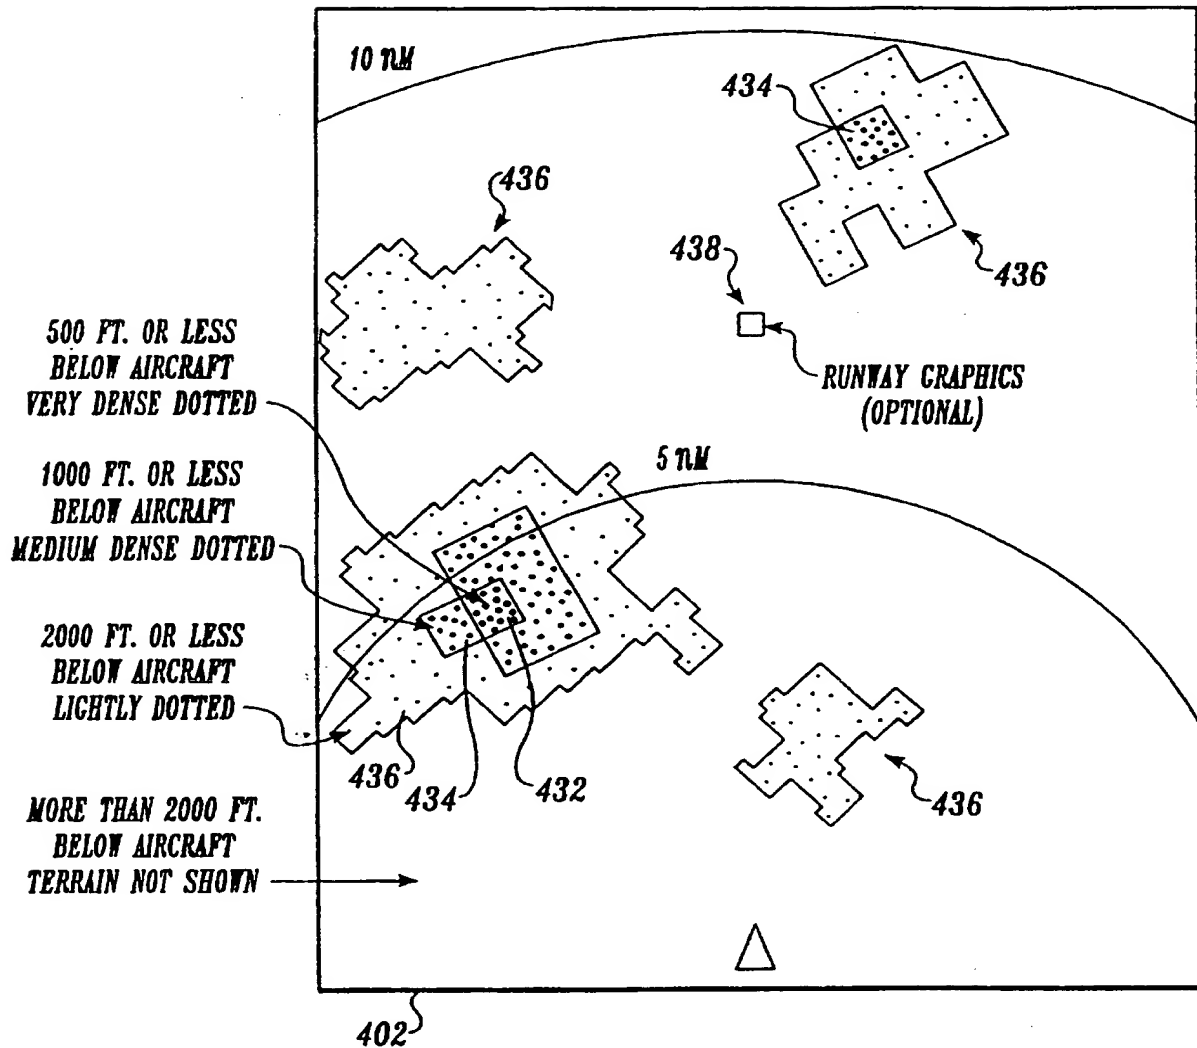 10 nM
434
436
438
436
500 FT. OR LESS
BELOW AIRCRAFT
VERY DENSE DOTTED
RUNWAY GRAPHICS
(OPTIONAL)
5 nM
1000 FT. OR LESS
BELOW AIRCRAFT
MEDIUM DENSE DOTTED
2000 FT. OR LESS
BELOW AIRCRAFT
LIGHTLY DOTTED
436
434
432
436
MORE THAN 2000 FT.
BELOW AIRCRAFT
TERRAIN NOT SHOWN
402